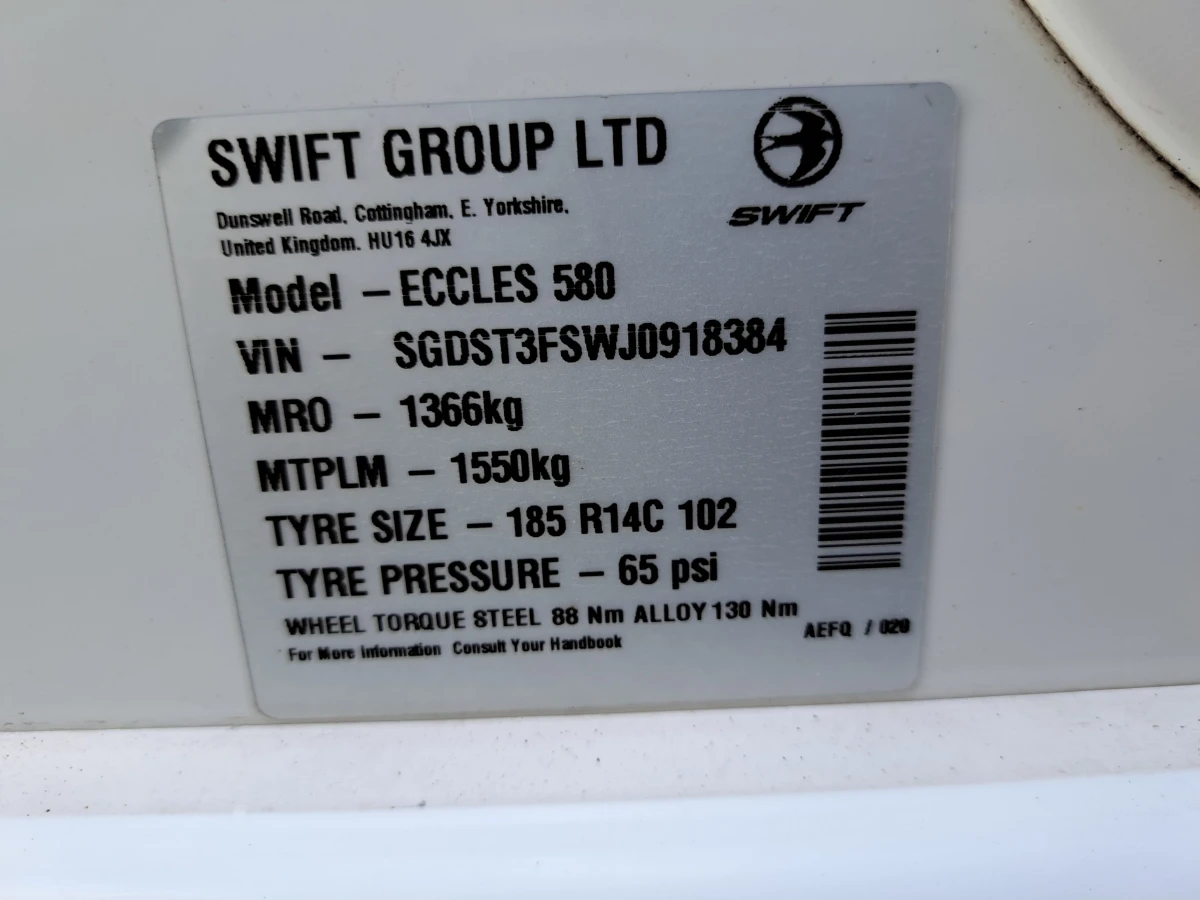 SWIFT GROUP LTD
SWIFT
Dunswell Road, Cottingham, E. Yorkshire,
United Kingdom. HU16 4JX
Model – ECCLES 580
VIN – SGDST3FSWJ0918384
MRO – 1366kg
MTPLM – 1550kg
TYRE SIZE – 185 R14C 102
TYRE PRESSURE – 65 psi
WHEEL TORQUE STEEL 88 Nm ALLOY 130 Nm
AEFQ / 020
For More Information Consult Your Handbook